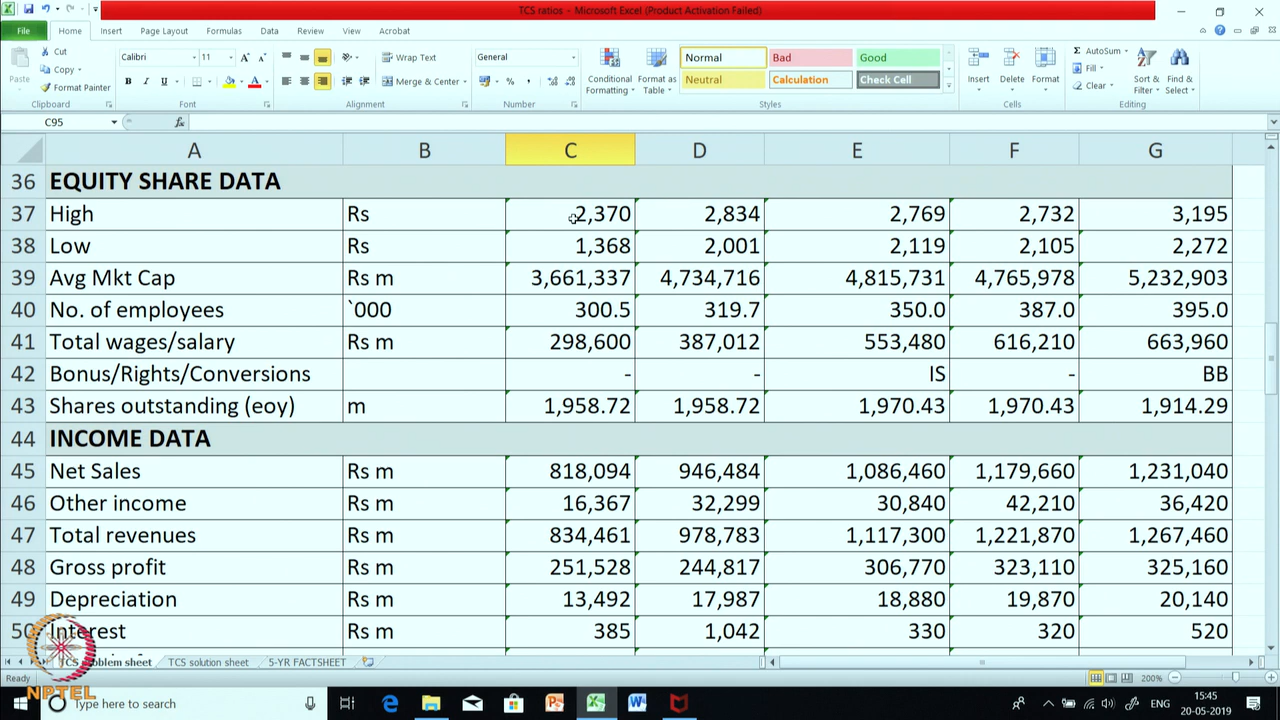 TCS ratios - Microsoft Excel (Product Activation Failed)
File Home Insert Page Layout Formulas Data Review View Acrobat
Cut
Copy
Format Painter
Paste
Clipboard
Calibri 11
B I U
Font
Wrap Text
Merge & Center
Alignment
General
Number
Conditional Formatting
Format as Table
Normal Bad Good
Neutral Calculation Check Cell
Styles
Insert Delete Format
Cells
AutoSum
Fill
Clear
Sort & Filter
Find & Select
Editing
C95 fx
A B C D E F G
36 EQUITY SHARE DATA
37 High Rs 2,370 2,834 2,769 2,732 3,195
38 Low Rs 1,368 2,001 2,119 2,105 2,272
39 Avg Mkt Cap Rs m 3,661,337 4,734,716 4,815,731 4,765,978 5,232,903
40 No. of employees `000 300.5 319.7 350.0 387.0 395.0
41 Total wages/salary Rs m 298,600 387,012 553,480 616,210 663,960
42 Bonus/Rights/Conversions - - IS - BB
43 Shares outstanding (eoy) m 1,958.72 1,958.72 1,970.43 1,970.43 1,914.29
44 INCOME DATA
45 Net Sales Rs m 818,094 946,484 1,086,460 1,179,660 1,231,040
46 Other income Rs m 16,367 32,299 30,840 42,210 36,420
47 Total revenues Rs m 834,461 978,783 1,117,300 1,221,870 1,267,460
48 Gross profit Rs m 251,528 244,817 306,770 323,110 325,160
49 Depreciation Rs m 13,492 17,987 18,880 19,870 20,140
50 Interest Rs m 385 1,042 330 320 520
TCS problem sheet TCS solution sheet 5-YR FACTSHEET
Ready 200%
NPTEL
Type here to search
ENG
15:45
20-05-2019